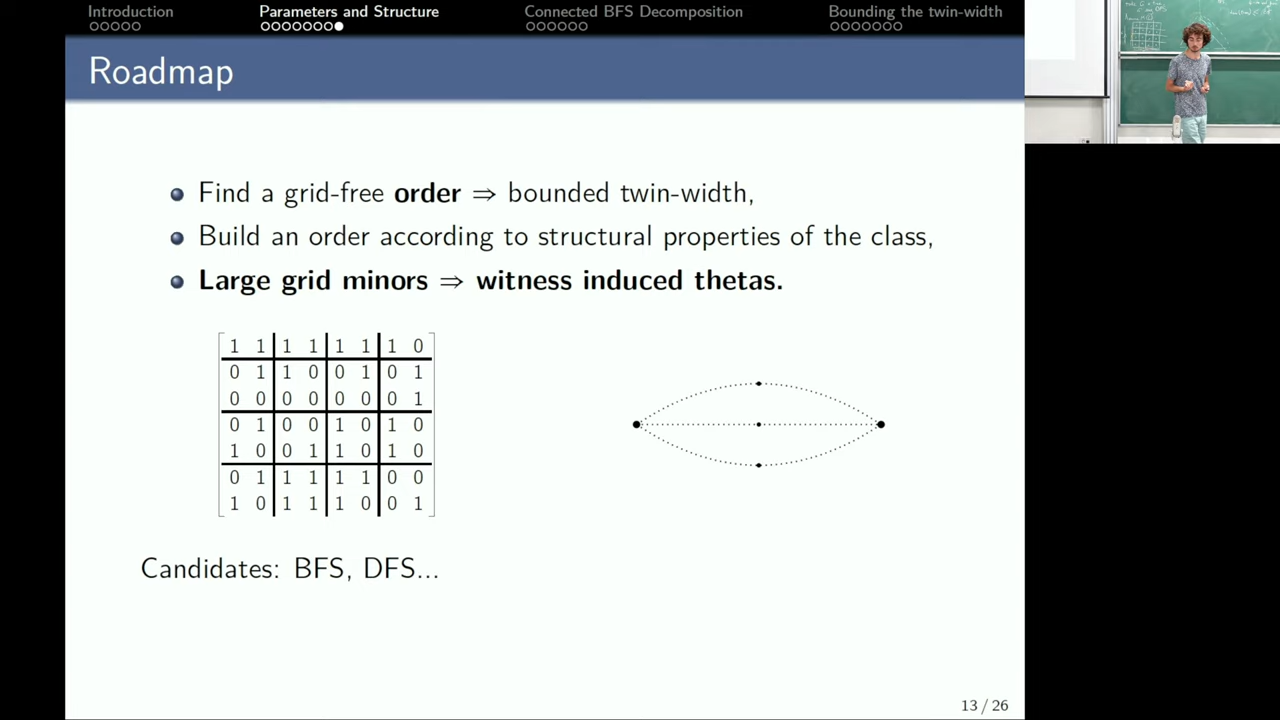 Introduction
Parameters and Structure
Connected BFS Decomposition
Bounding the twin-width
Roadmap
Find a grid-free order ⇒ bounded twin-width,
Build an order according to structural properties of the class,
Large grid minors ⇒ witness induced thetas.
1 1 1 1 1 1 1 0
0 1 1 0 0 1 0 1
0 0 0 0 0 0 0 1
0 1 0 0 1 0 1 0
1 0 0 1 1 0 1 0
0 1 1 1 1 1 0 0
1 0 1 1 1 0 0 1
Candidates: BFS, DFS...
13 / 26